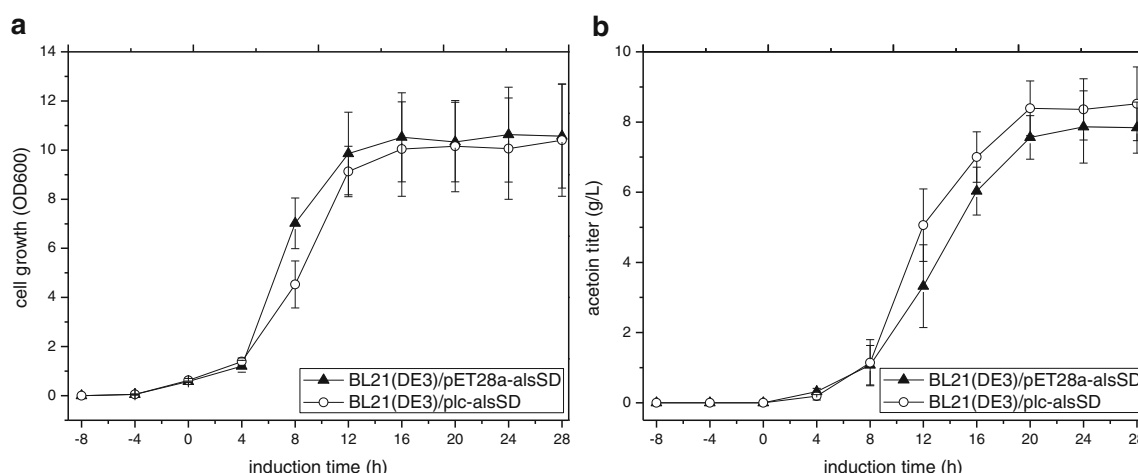 a
14
12
10
8
6
4
2
0
cell growth (OD600)
BL21(DE3)/pET28a-alsSD
BL21(DE3)/plc-alsSD
-8 -4 0 4 8 12 16 20 24 28
induction time (h)
b
10
8
6
4
2
0
acetoin titer (g/L)
BL21(DE3)/pET28a-alsSD
BL21(DE3)/plc-alsSD
-8 -4 0 4 8 12 16 20 24 28
induction time (h)